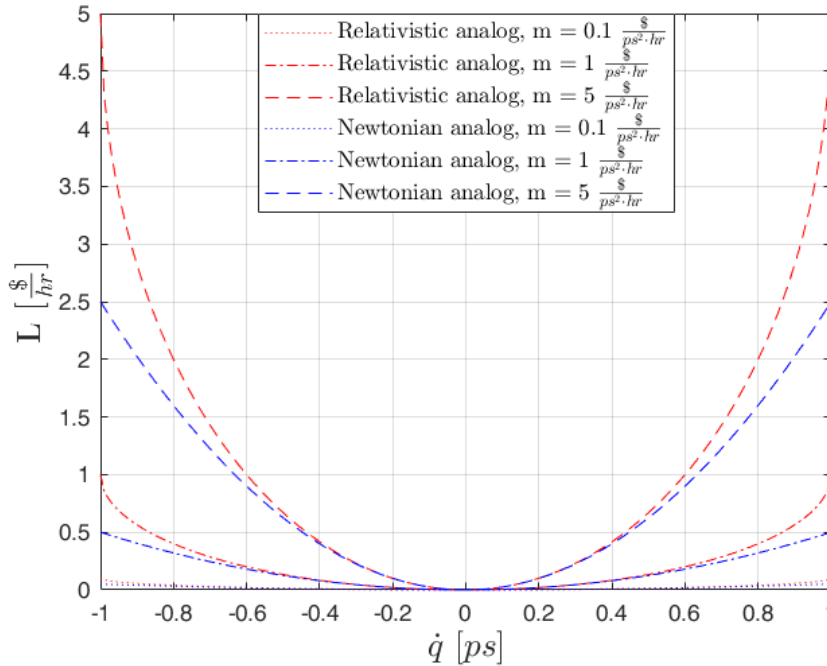 5
4.5
4
3.5
3
2.5
2
1.5
1
0.5
0
L [$/hr]
Relativistic analog, m = 0.1 $/ps²·hr
Relativistic analog, m = 1 $/ps²·hr
Relativistic analog, m = 5 $/ps²·hr
Newtonian analog, m = 0.1 $/ps²·hr
Newtonian analog, m = 1 $/ps²·hr
Newtonian analog, m = 5 $/ps²·hr
-1 -0.8 -0.6 -0.4 -0.2 0 0.2 0.4 0.6 0.8 1
q̇ [ps]